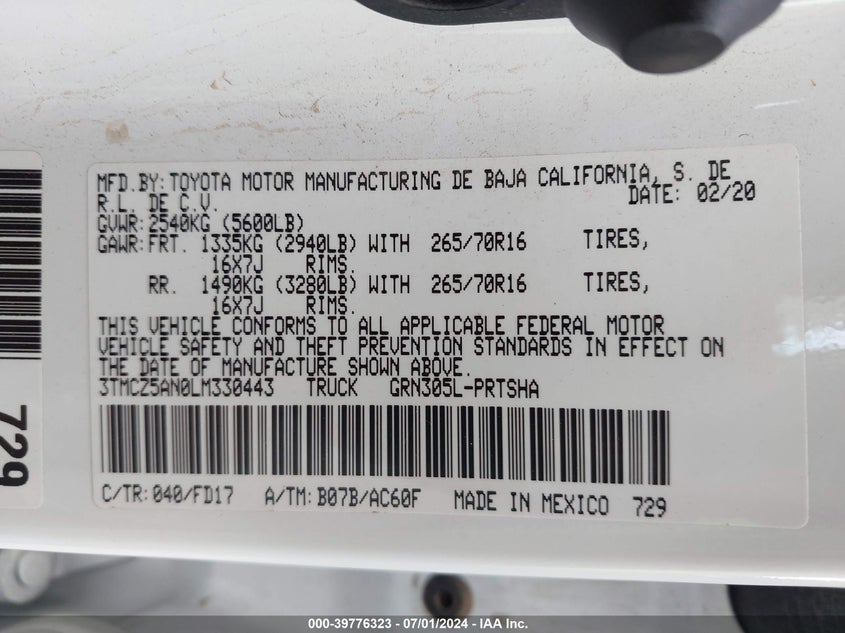 MFD.BY:TOYOTA MOTOR MANUFACTURING DE BAJA CALIFORNIA, S. DE
R.L. DE C.V. DATE: 02/20
GVWR:2540KG (5600LB)
GAWR:FRT. 1335KG (2940LB) WITH 265/70R16 TIRES,
16X7J RIMS.
RR. 1490KG (3280LB) WITH 265/70R16 TIRES,
16X7J RIMS.
THIS VEHICLE CONFORMS TO ALL APPLICABLE FEDERAL MOTOR
VEHICLE SAFETY AND THEFT PREVENTION STANDARDS IN EFFECT ON
THE DATE OF MANUFACTURE SHOWN ABOVE.
3TMCZ5AN0LM330443 TRUCK GRN305L-PRTSHA
C/TR:040/FD17 A/TM:B07B/AC60F MADE IN MEXICO 729
729
000-39776323 - 07/01/2024 - IAA Inc.